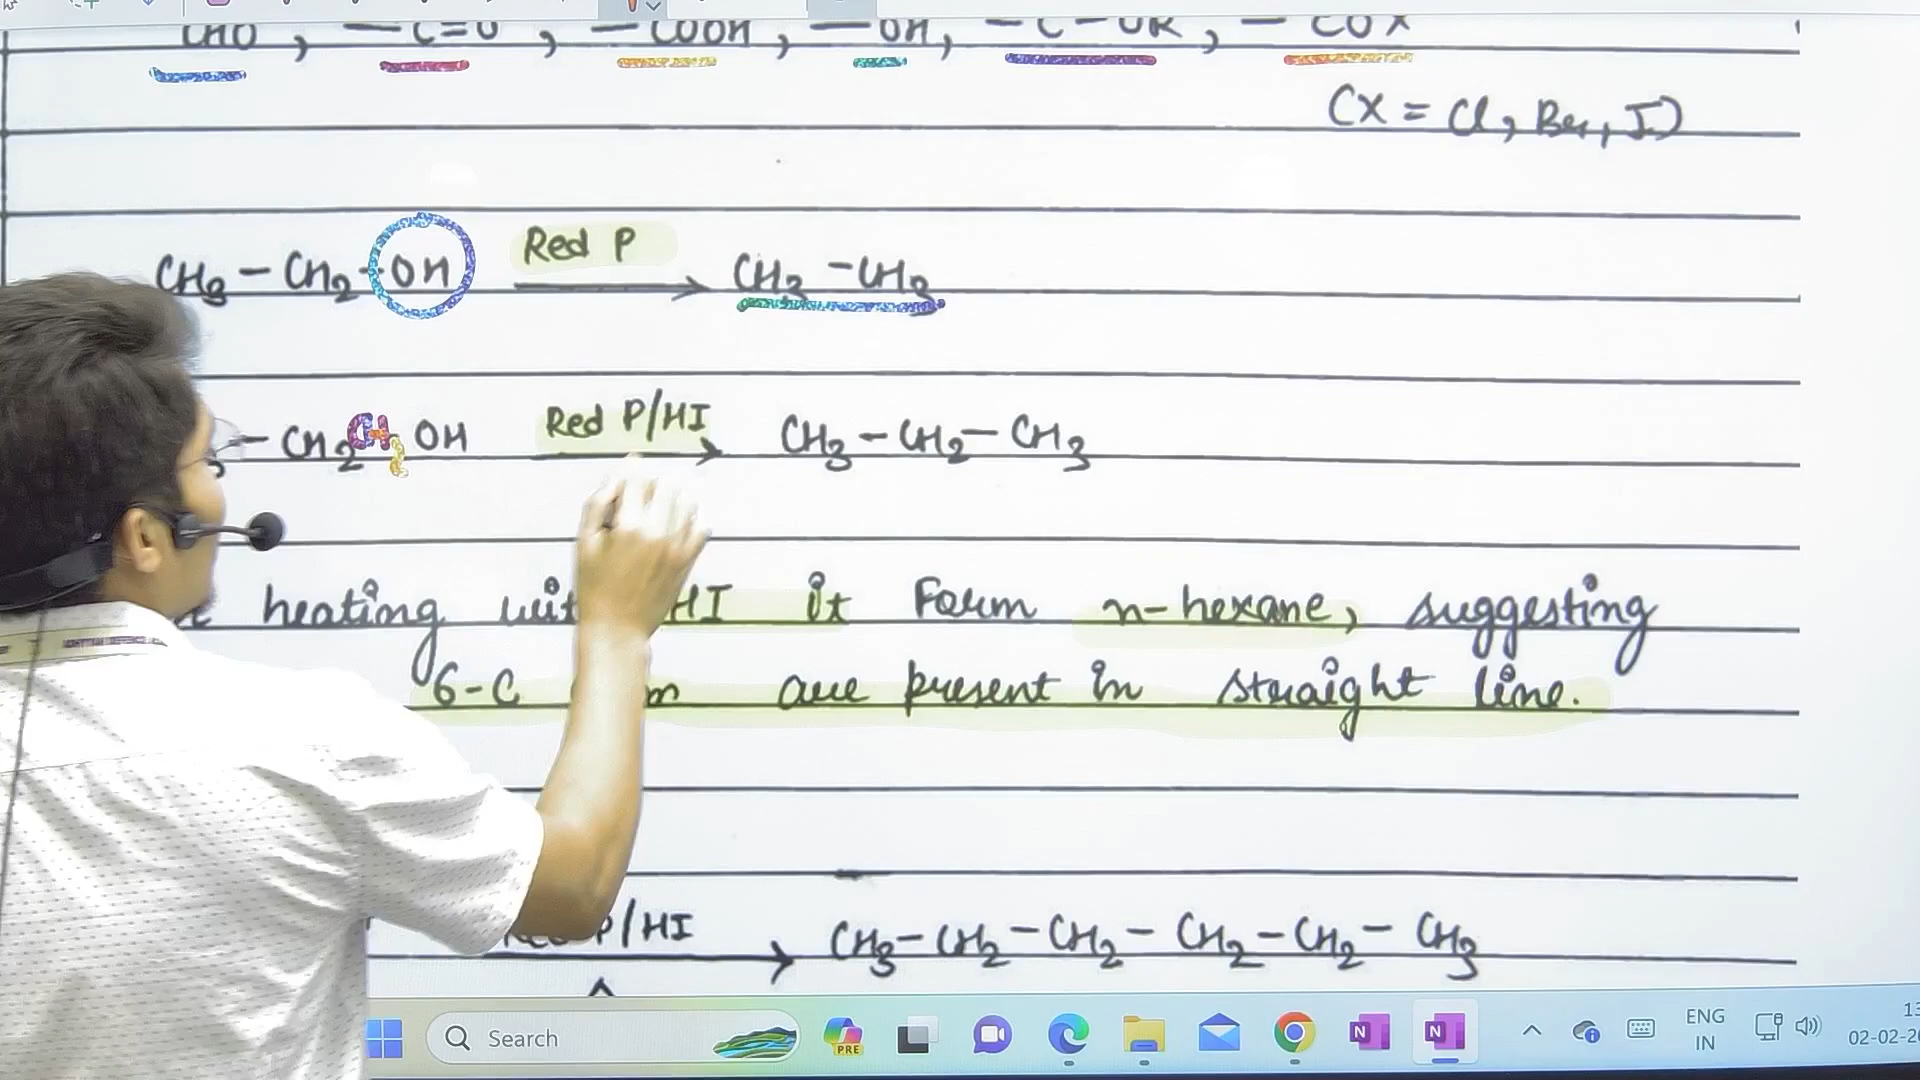 CHO , —C=O , —COOH , —OH, —C—OR , — COX
(X = Cl, Br, I)
CH3 – CH2 – OH Red P → CH3 – CH3
– CH2 CH2 OH Red P/HI → CH3 – CH2 – CH3
heating HI it Form n-hexane, suggesting
6-C are present in straight line.
P/HI → CH3 – CH2 – CH2 – CH2 – CH2 – CH3
Search PRE ENG
IN
02-02-2